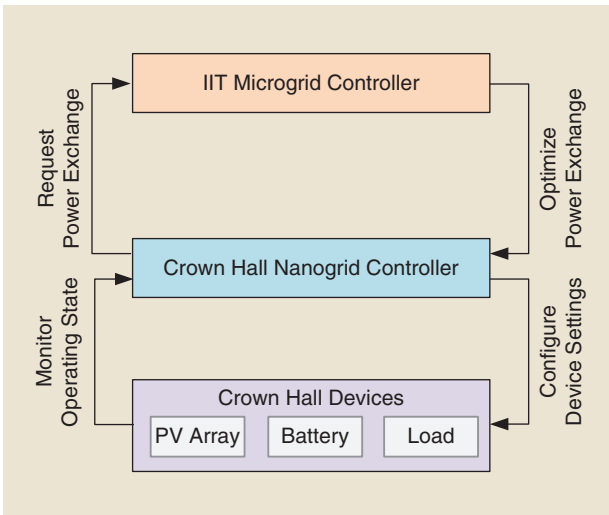 IIT Microgrid Controller
Request
Power Exchange
Optimize
Power Exchange
Crown Hall Nanogrid Controller
Monitor
Operating State
Configure
Device Settings
Crown Hall Devices
PV Array
Battery
Load